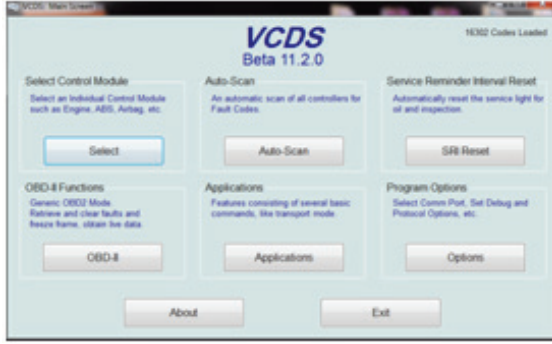 VCDS: Main Screen
VCDS
Beta 11.2.0
16302 Codes Loaded
Select Control Module
Select an Individual Control Module
such as Engine, ABS, Airbag, etc.
Select
Auto-Scan
An automatic scan of all controllers for
Fault Codes.
Auto-Scan
Service Reminder Interval Reset
Automatically reset the service light for
oil and inspection.
SRI Reset
OBD-II Functions
Generic OBD2 Mode.
Retrieve and clear faults and
freeze frame, obtain live data.
OBD-II
Applications
Features consisting of several basic
commands, like transport mode.
Applications
Program Options
Select Comm Port, Set Debug and
Protocol Options, etc.
Options
About
Exit